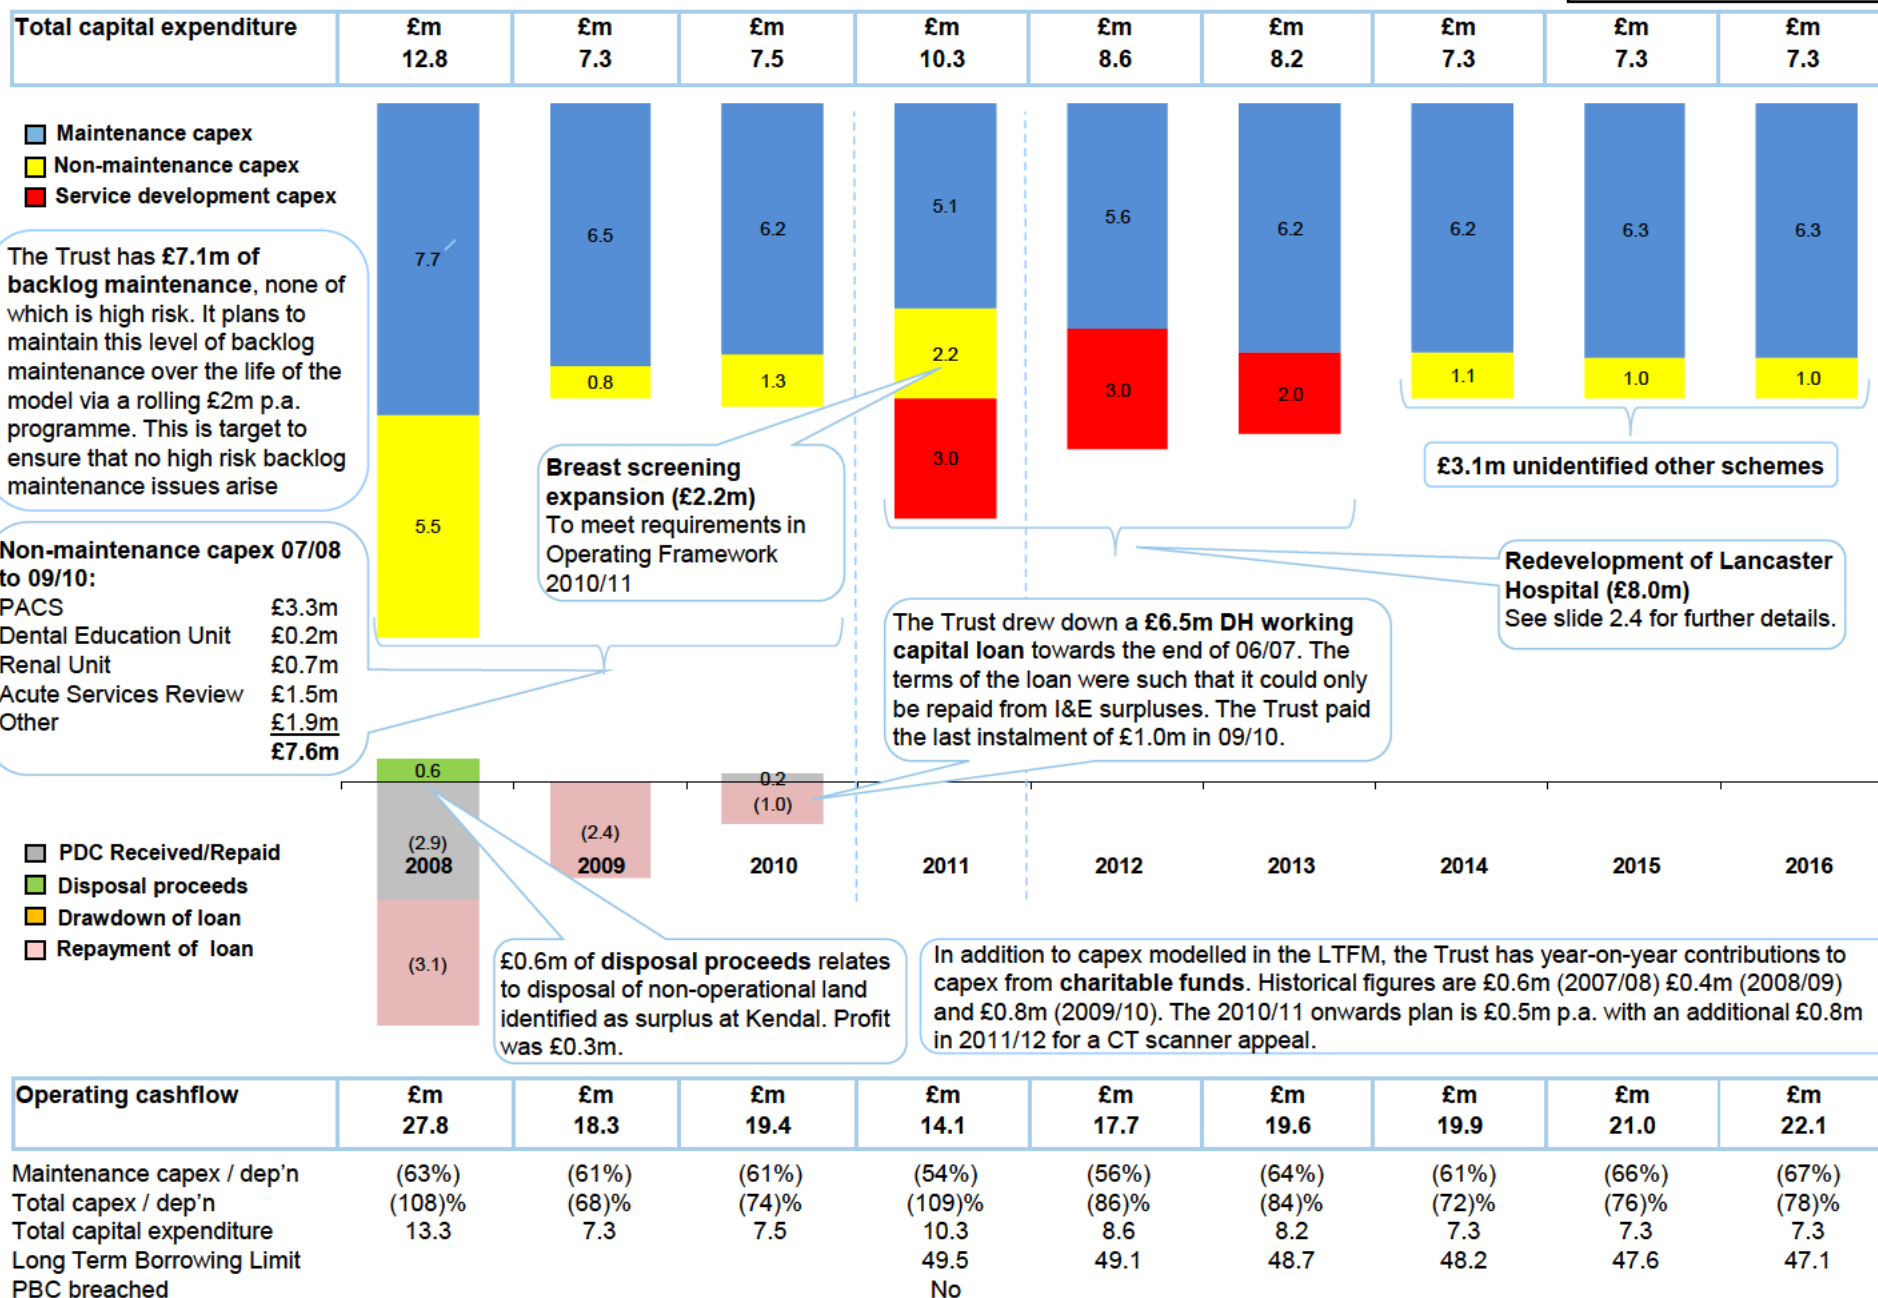 Total capital expenditure £m £m £m £m £m £m £m £m £m
12.8 7.3 7.5 10.3 8.6 8.2 7.3 7.3 7.3
Maintenance capex
Non-maintenance capex
Service development capex
7.7 6.5 6.2 5.1 5.6 6.2 6.2 6.3 6.3
5.5 0.8 1.3 2.2 3.0 2.0 1.1 1.0 1.0
3.0
The Trust has £7.1m of
backlog maintenance, none of
which is high risk. It plans to
maintain this level of backlog
maintenance over the life of the
model via a rolling £2m p.a.
programme. This is target to
ensure that no high risk backlog
maintenance issues arise
Breast screening
expansion (£2.2m)
To meet requirements in
Operating Framework
2010/11
£3.1m unidentified other schemes
Non-maintenance capex 07/08
to 09/10:
PACS £3.3m
Dental Education Unit £0.2m
Renal Unit £0.7m
Acute Services Review £1.5m
Other £1.9m
£7.6m
Redevelopment of Lancaster
Hospital (£8.0m)
See slide 2.4 for further details.
The Trust drew down a £6.5m DH working
capital loan towards the end of 06/07. The
terms of the loan were such that it could only
be repaid from I&E surpluses. The Trust paid
the last instalment of £1.0m in 09/10.
0.6 0.2
(2.9) (2.4) (1.0)
2008 2009 2010 2011 2012 2013 2014 2015 2016
(3.1)
PDC Received/Repaid
Disposal proceeds
Drawdown of loan
Repayment of loan
£0.6m of disposal proceeds relates
to disposal of non-operational land
identified as surplus at Kendal. Profit
was £0.3m.
In addition to capex modelled in the LTFM, the Trust has year-on-year contributions to
capex from charitable funds. Historical figures are £0.6m (2007/08) £0.4m (2008/09)
and £0.8m (2009/10). The 2010/11 onwards plan is £0.5m p.a. with an additional £0.8m
in 2011/12 for a CT scanner appeal.
Operating cashflow £m £m £m £m £m £m £m £m £m
27.8 18.3 19.4 14.1 17.7 19.6 19.9 21.0 22.1
Maintenance capex / dep'n (63%) (61%) (61%) (54%) (56%) (64%) (61%) (66%) (67%)
Total capex / dep'n (108)% (68)% (74)% (109)% (86)% (84)% (72)% (76)% (78)%
Total capital expenditure 13.3 7.3 7.5 10.3 8.6 8.2 7.3 7.3 7.3
Long Term Borrowing Limit 49.5 49.1 48.7 48.2 47.6 47.1
PBC breached No